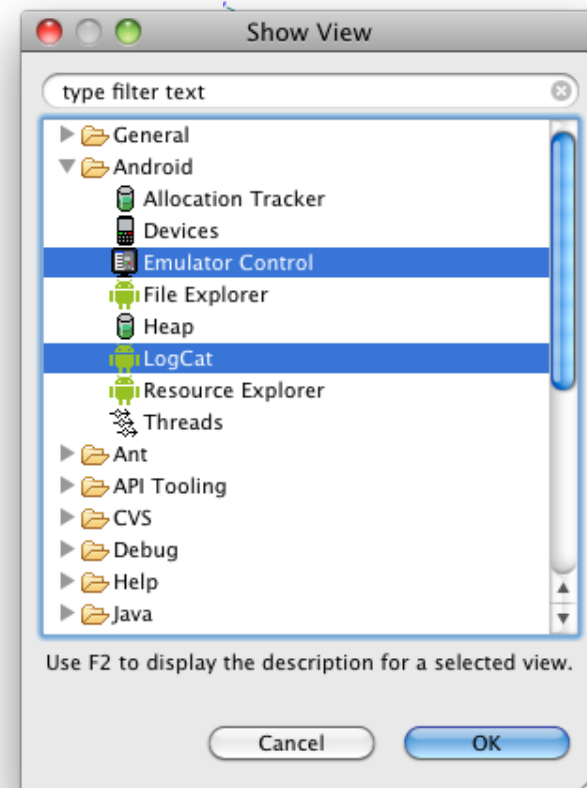 Show View
type filter text
General
Android
Allocation Tracker
Devices
Emulator Control
File Explorer
Heap
LogCat
Resource Explorer
Threads
Ant
API Tooling
CVS
Debug
Help
Java
Use F2 to display the description for a selected view.
Cancel
OK